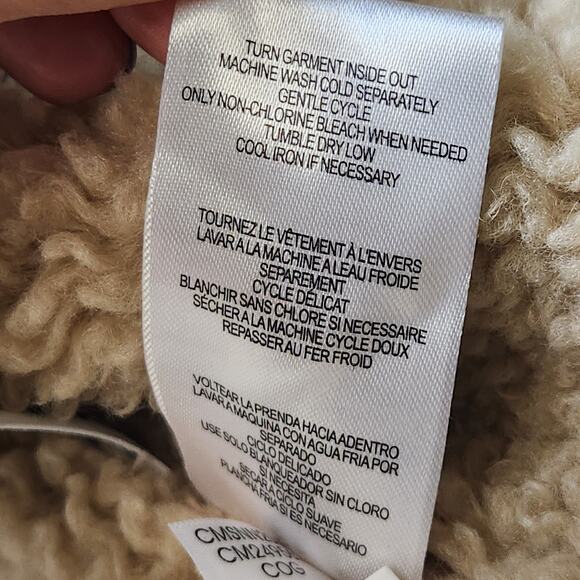 TURN GARMENT INSIDE OUT
MACHINE WASH COLD SEPARATELY
GENTLE CYCLE
ONLY NON-CHLORINE BLEACH WHEN NEEDED
TUMBLE DRY LOW
COOL IRON IF NECESSARY
TOURNEZ LE VÊTEMENT À L'ENVERS
LAVAR A LA MACHINE A LEAU FROIDE
SEPAREMENT
CYCLE DÉLICAT
BLANCHIR SANS CHLORE SI NECESSAIRE
SÉCHER A LA MACHINE CYCLE DOUX
REPASSER AU FER FROID
VOLTEAR LA PRENDA HACIA ADENTRO
LAVAR A MAQUINA CON AGUA FRIA POR
SEPARADO
CICLO DELICADO
USE SOLO BLANQUEADOR SIN CLORO
SI NECESITA
SECAR A CICLO SUAVE
PLANCHA FRIA SI ES NECESARIO
COG